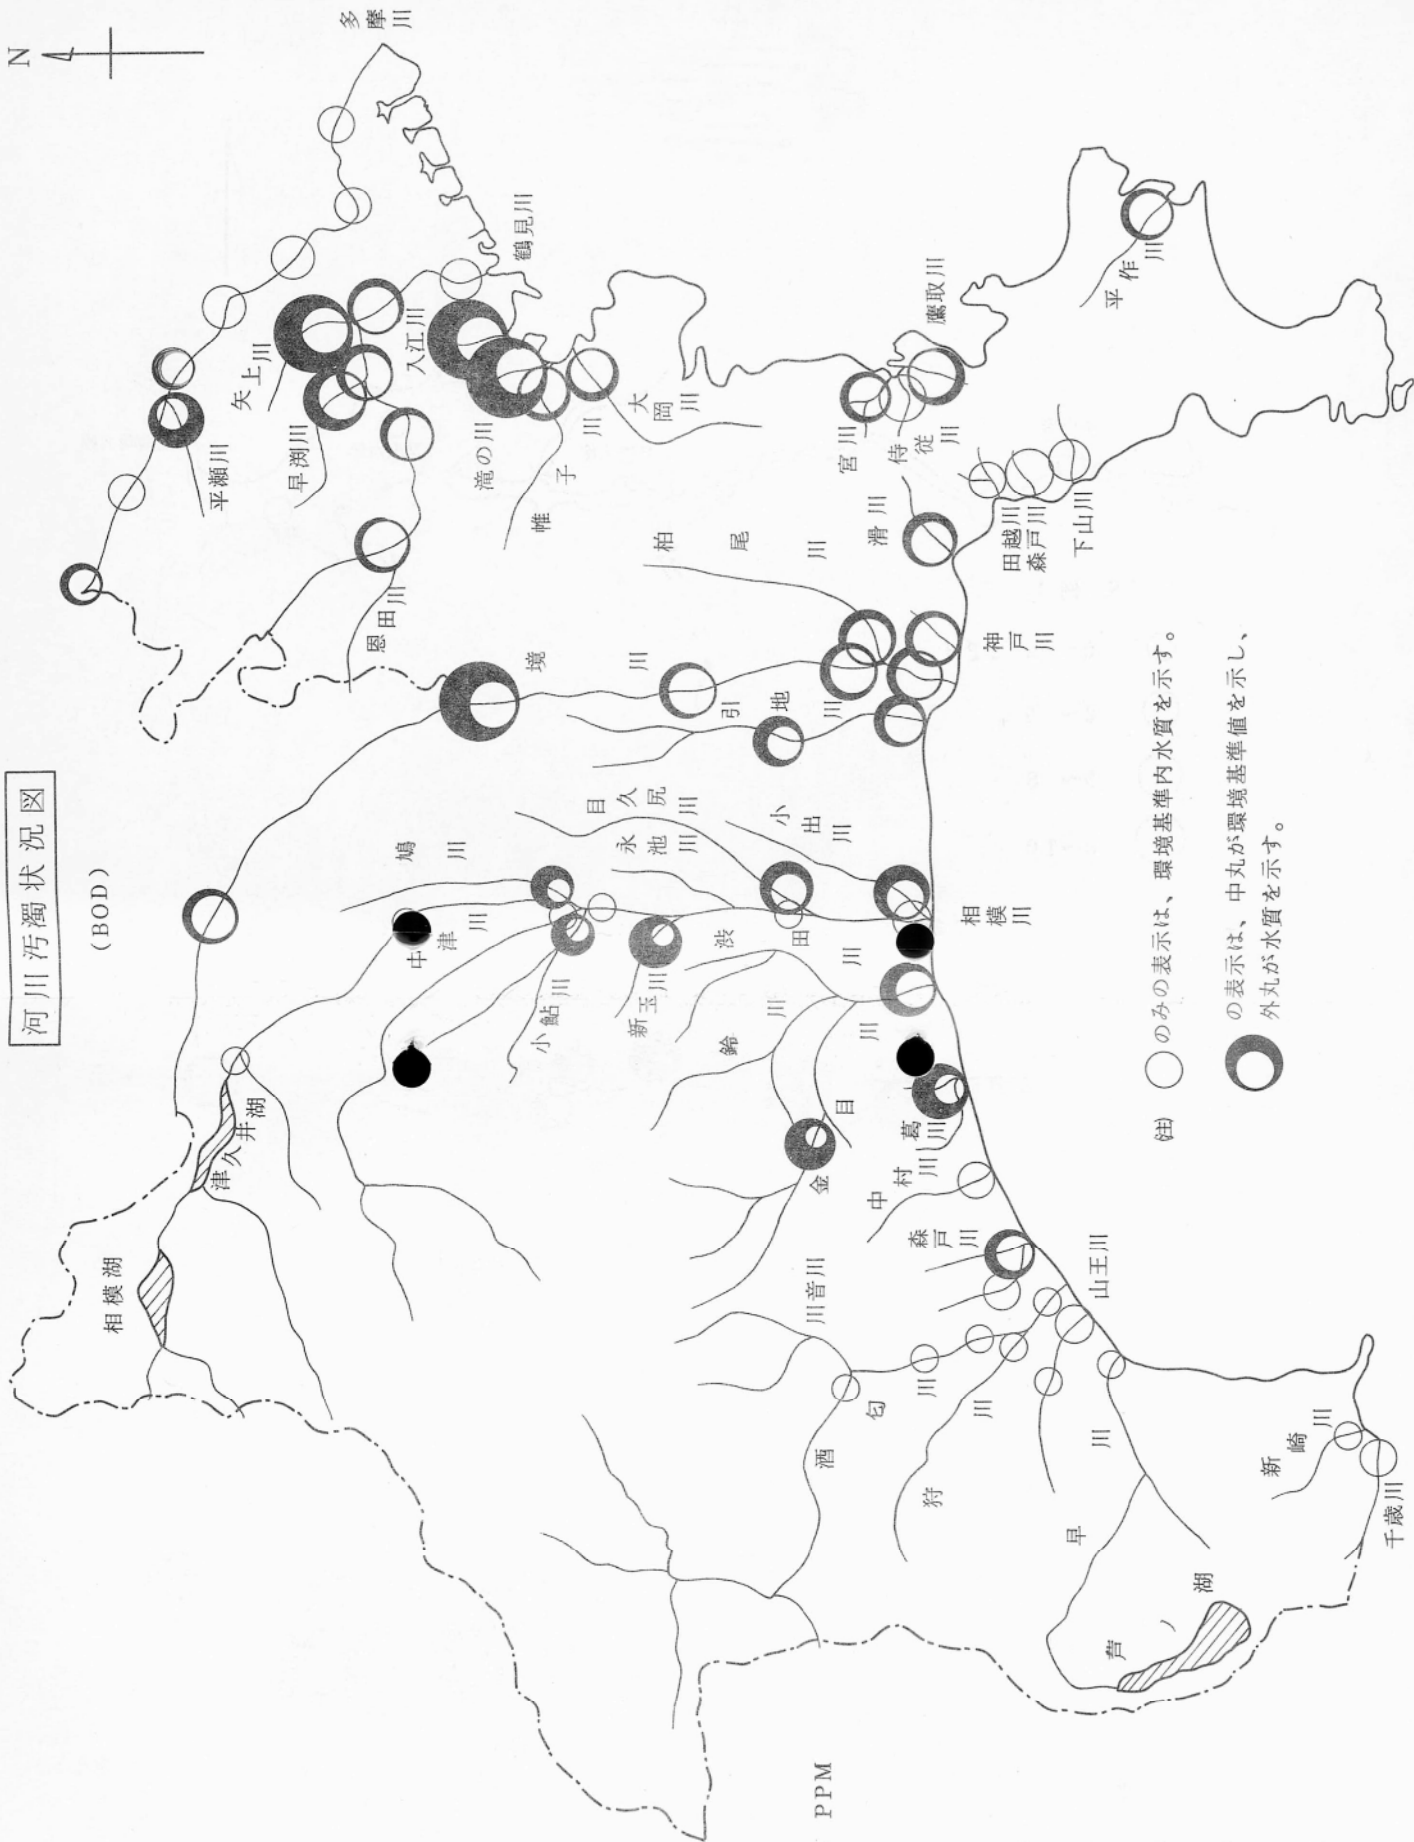 河川汚濁状況図
(BOD)
N
多摩川
鶴見川
入江川
矢上川
早渕川
平瀬川
恩田川
滝の川
帷子川
大岡川
宮川
侍従川
鷹取川
平作川
滑川
田越川
森戸川
下山川
柏尾川
境川
引地川
神戸川
目久尻川
永池川
小出川
鳩川
中津川
小鮎川
新玉川
渋田川
相模川
鈴川
金目川
葛川
中村川
森戸川
山王川
川音川
酒匂川
狩川
早川
新崎川
千歳川
芦ノ湖
相模湖
津久井湖
PPM
(注) ○のみの表示は、環境基準内水質を示す。
の表示は、中丸が環境基準値を示し、
外丸が水質を示す。